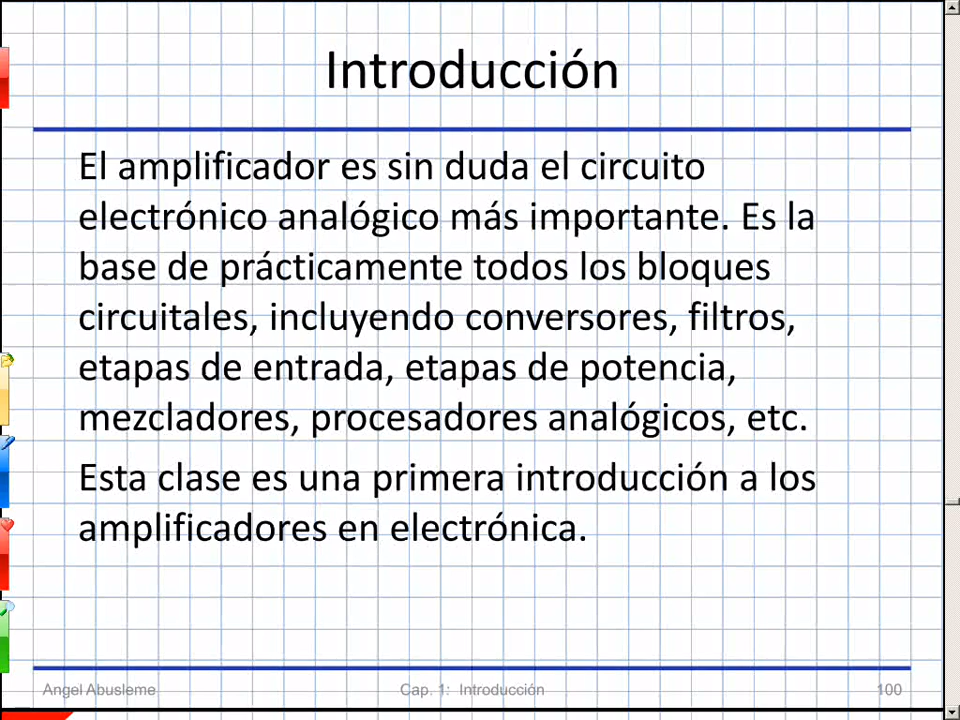 Introducción
El amplificador es sin duda el circuito
electrónico analógico más importante. Es la
base de prácticamente todos los bloques
circuitales, incluyendo conversores, filtros,
etapas de entrada, etapas de potencia,
mezcladores, procesadores analógicos, etc.
Esta clase es una primera introducción a los
amplificadores en electrónica.
Angel Abusleme Cap. 1: Introducción 100